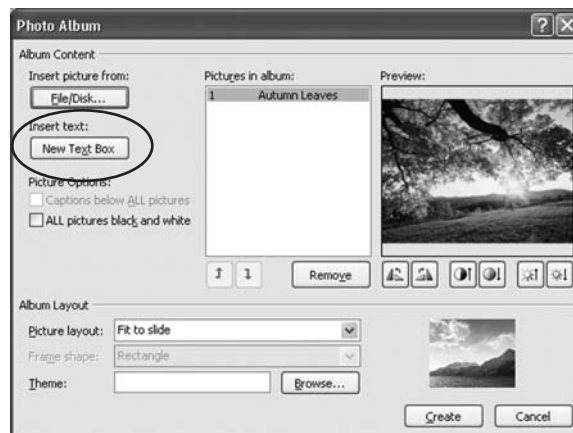 Photo Album
Album Content
Insert picture from:
File/Disk...
Insert text:
New Text Box
Picture Options:
Captions below ALL pictures
ALL pictures black and white
Pictures in album:
1 Autumn Leaves
Remove
Preview:
Album Layout
Picture layout: Fit to slide
Frame shape: Rectangle
Theme:
Browse...
Create
Cancel